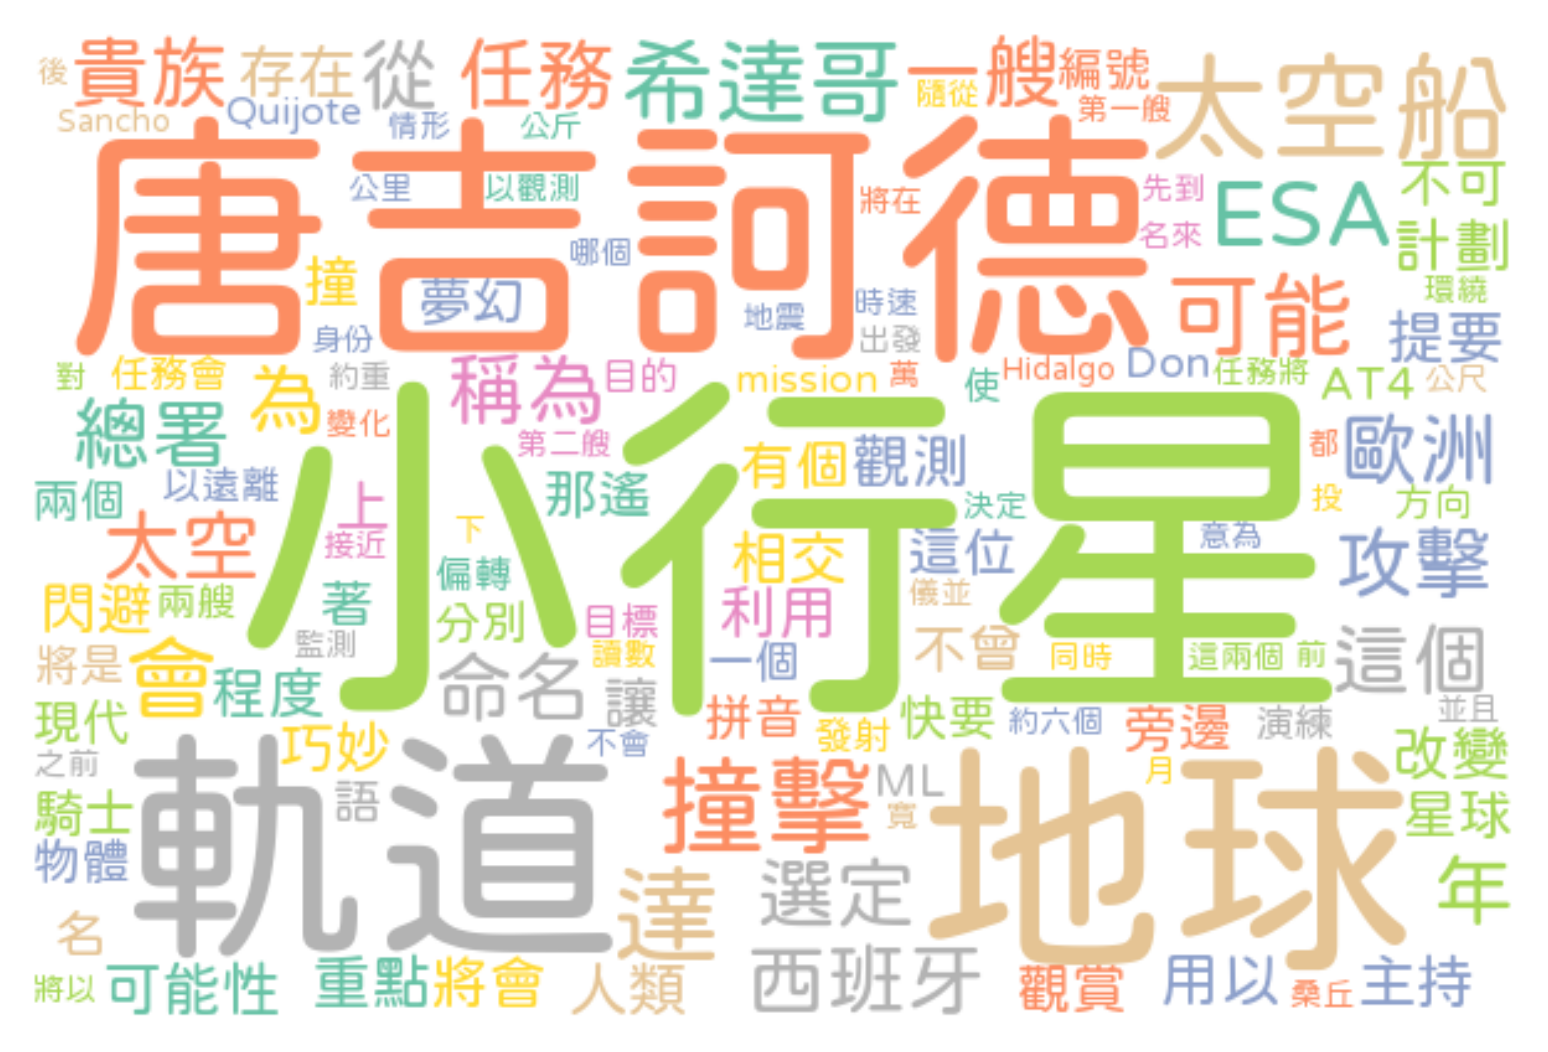 後 貴族 存在 從 任務 希達哥 一艘 編號 太空船
Sancho Quijote 情形 公斤 隨從 第一艘
唐吉訶德
公里 以觀測 將在 先到 ESA 不可
哪個 名來 計劃
撞 夢幻 地震 時速 可能 環繞
身份 出發 提要
對 任務會 約重 稱為 目的 mission 萬 使 Hidalgo Don 任務將 AT4 公尺
總署 為 變化 第二艘 有個 觀測 都 歐洲
小行星
兩個 以遠離 上 那遙 決定 投 方向
太空 接近 下 相交 這位 意為 攻擊
閃避 兩艘 著 偏轉 分別 目標 利用 儀並
將是 會 監測 程度 命名 讓 讀數 一個 不曾 同時 這兩個 前 這個
現代 巧妙 不會 拼音 發射 快要 約六個 旁邊 演練 並且
之前 語 撞擊 ML 月 改變
軌道 地球
騎士 寬 星球
物體 達 選定 年
名 西班牙
將以 可能性 重點 將會 人類 觀賞 用以 桑丘 主持